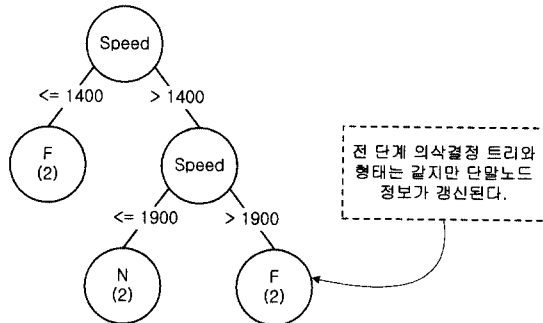 Speed
<= 1400
> 1400
F
(2)
Speed
전 단계 의삭결정 트리와
형태는 같지만 단말노드
정보가 갱신된다.
<= 1900
> 1900
N
(2)
F
(2)